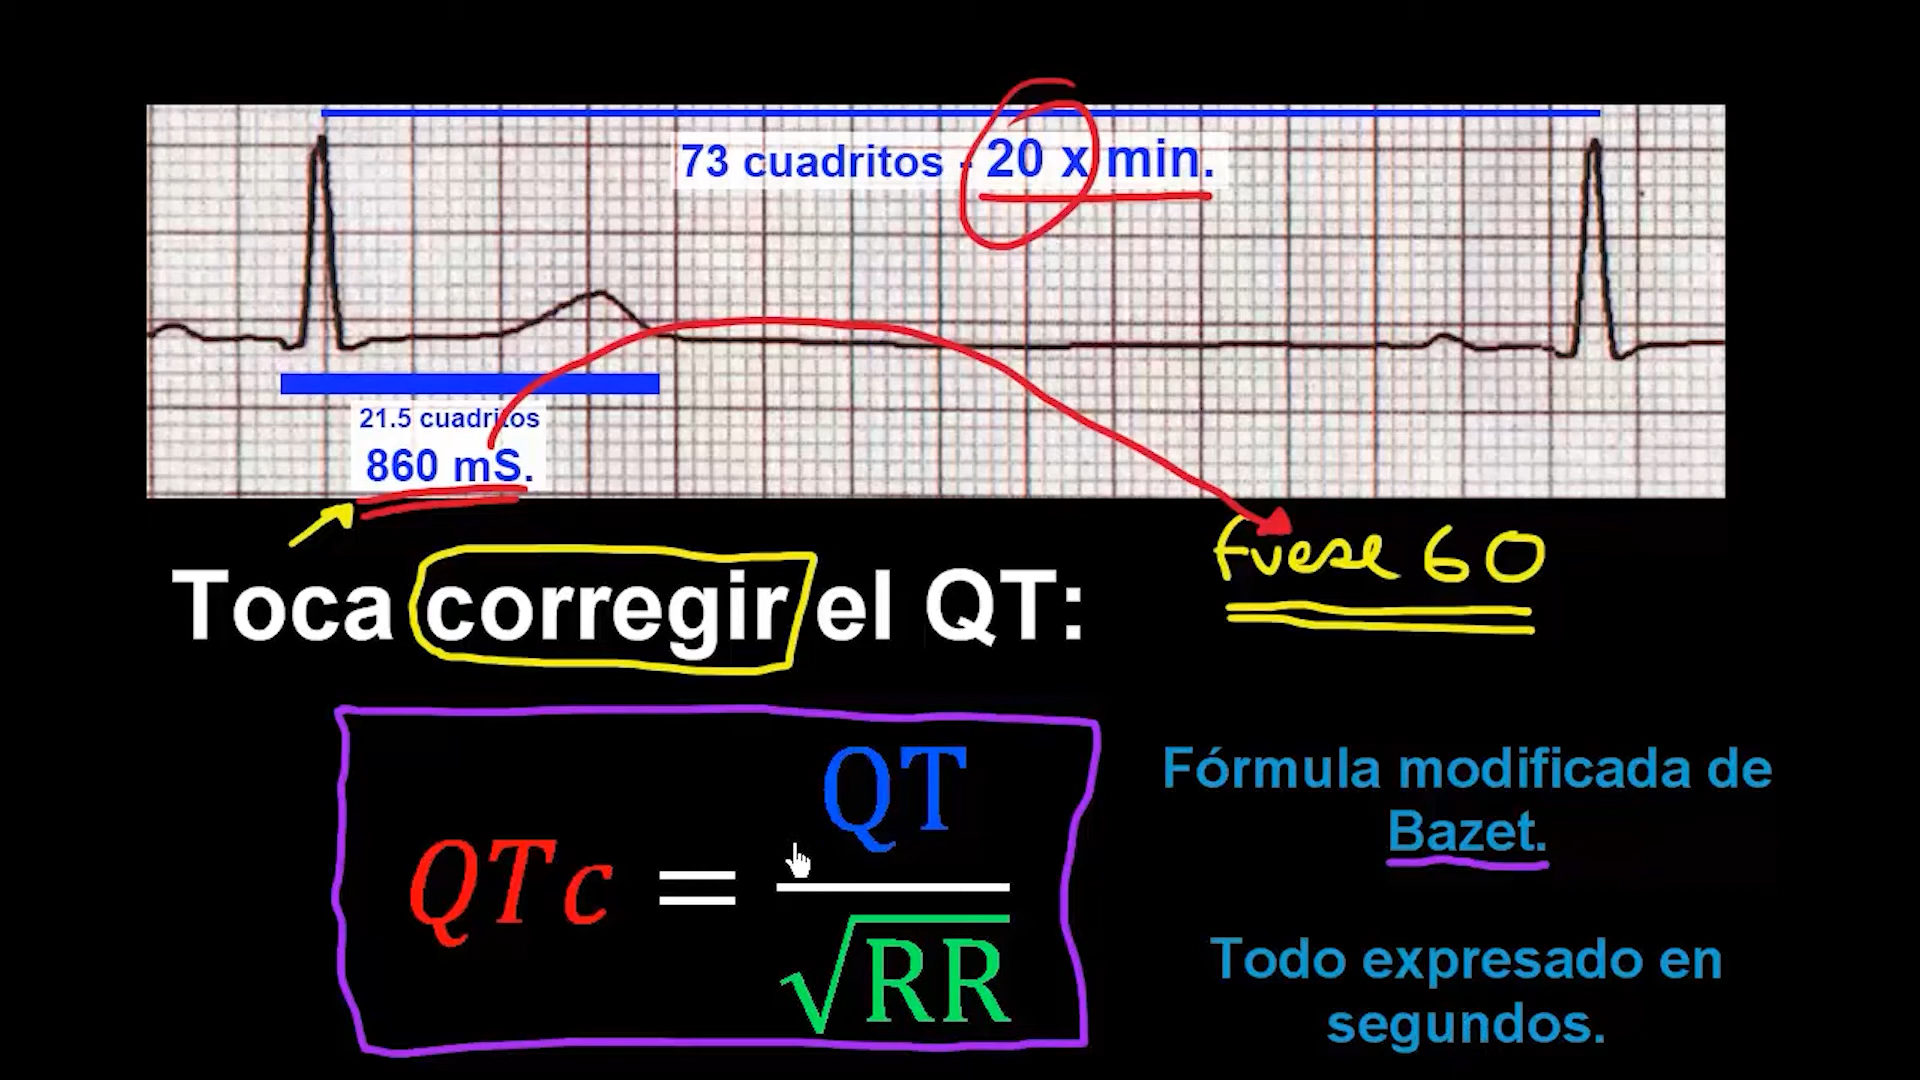 73 cuadritos - 20 x min.
21.5 cuadritos
860 mS.
fuese 60
Toca corregir el QT:
QTc = QT / √RR
Fórmula modificada de
Bazet.
Todo expresado en
segundos.